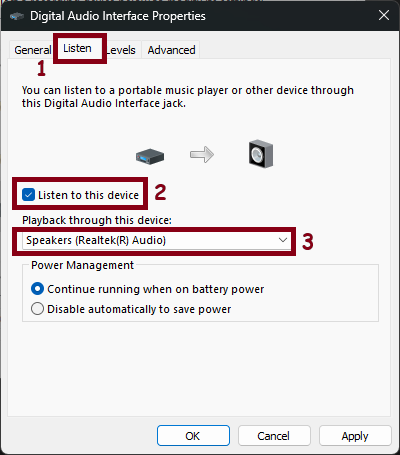 Digital Audio Interface Properties
General Listen Levels Advanced
1
You can listen to a portable music player or other device through
this Digital Audio Interface jack.
Listen to this device 2
Playback through this device:
Speakers (Realtek(R) Audio) 3
Power Management
Continue running when on battery power
Disable automatically to save power
OK Cancel Apply